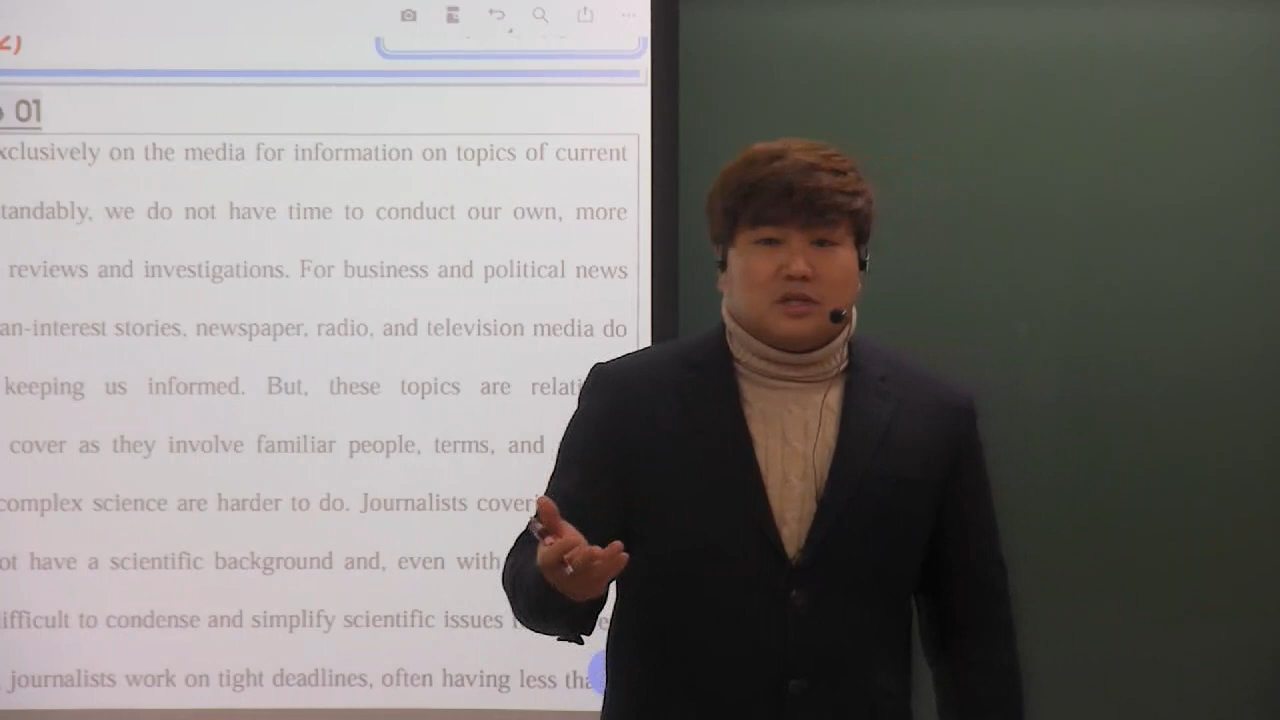 01
xclusively on the media for information on topics of current
tandably, we do not have time to conduct our own, more
reviews and investigations. For business and political news
an-interest stories, newspaper, radio, and television media do
keeping us informed. But, these topics are relati
cover as they involve familiar people, terms, and
complex science are harder to do. Journalists cover
ot have a scientific background and, even with
ifficult to condense and simplify scientific issues
journalists work on tight deadlines, often having less tha